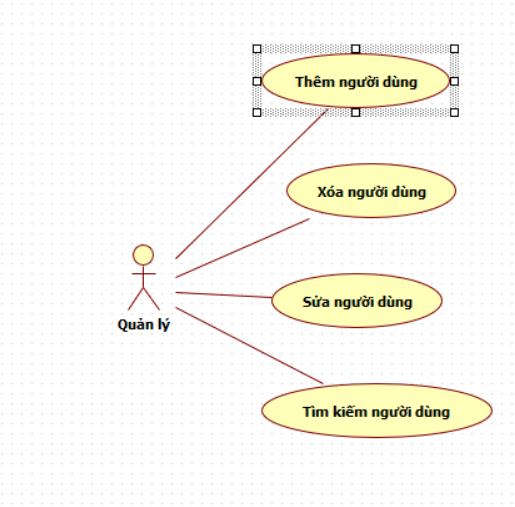 Thêm người dùng
Xóa người dùng
Quản lý
Sửa người dùng
Tìm kiếm người dùng